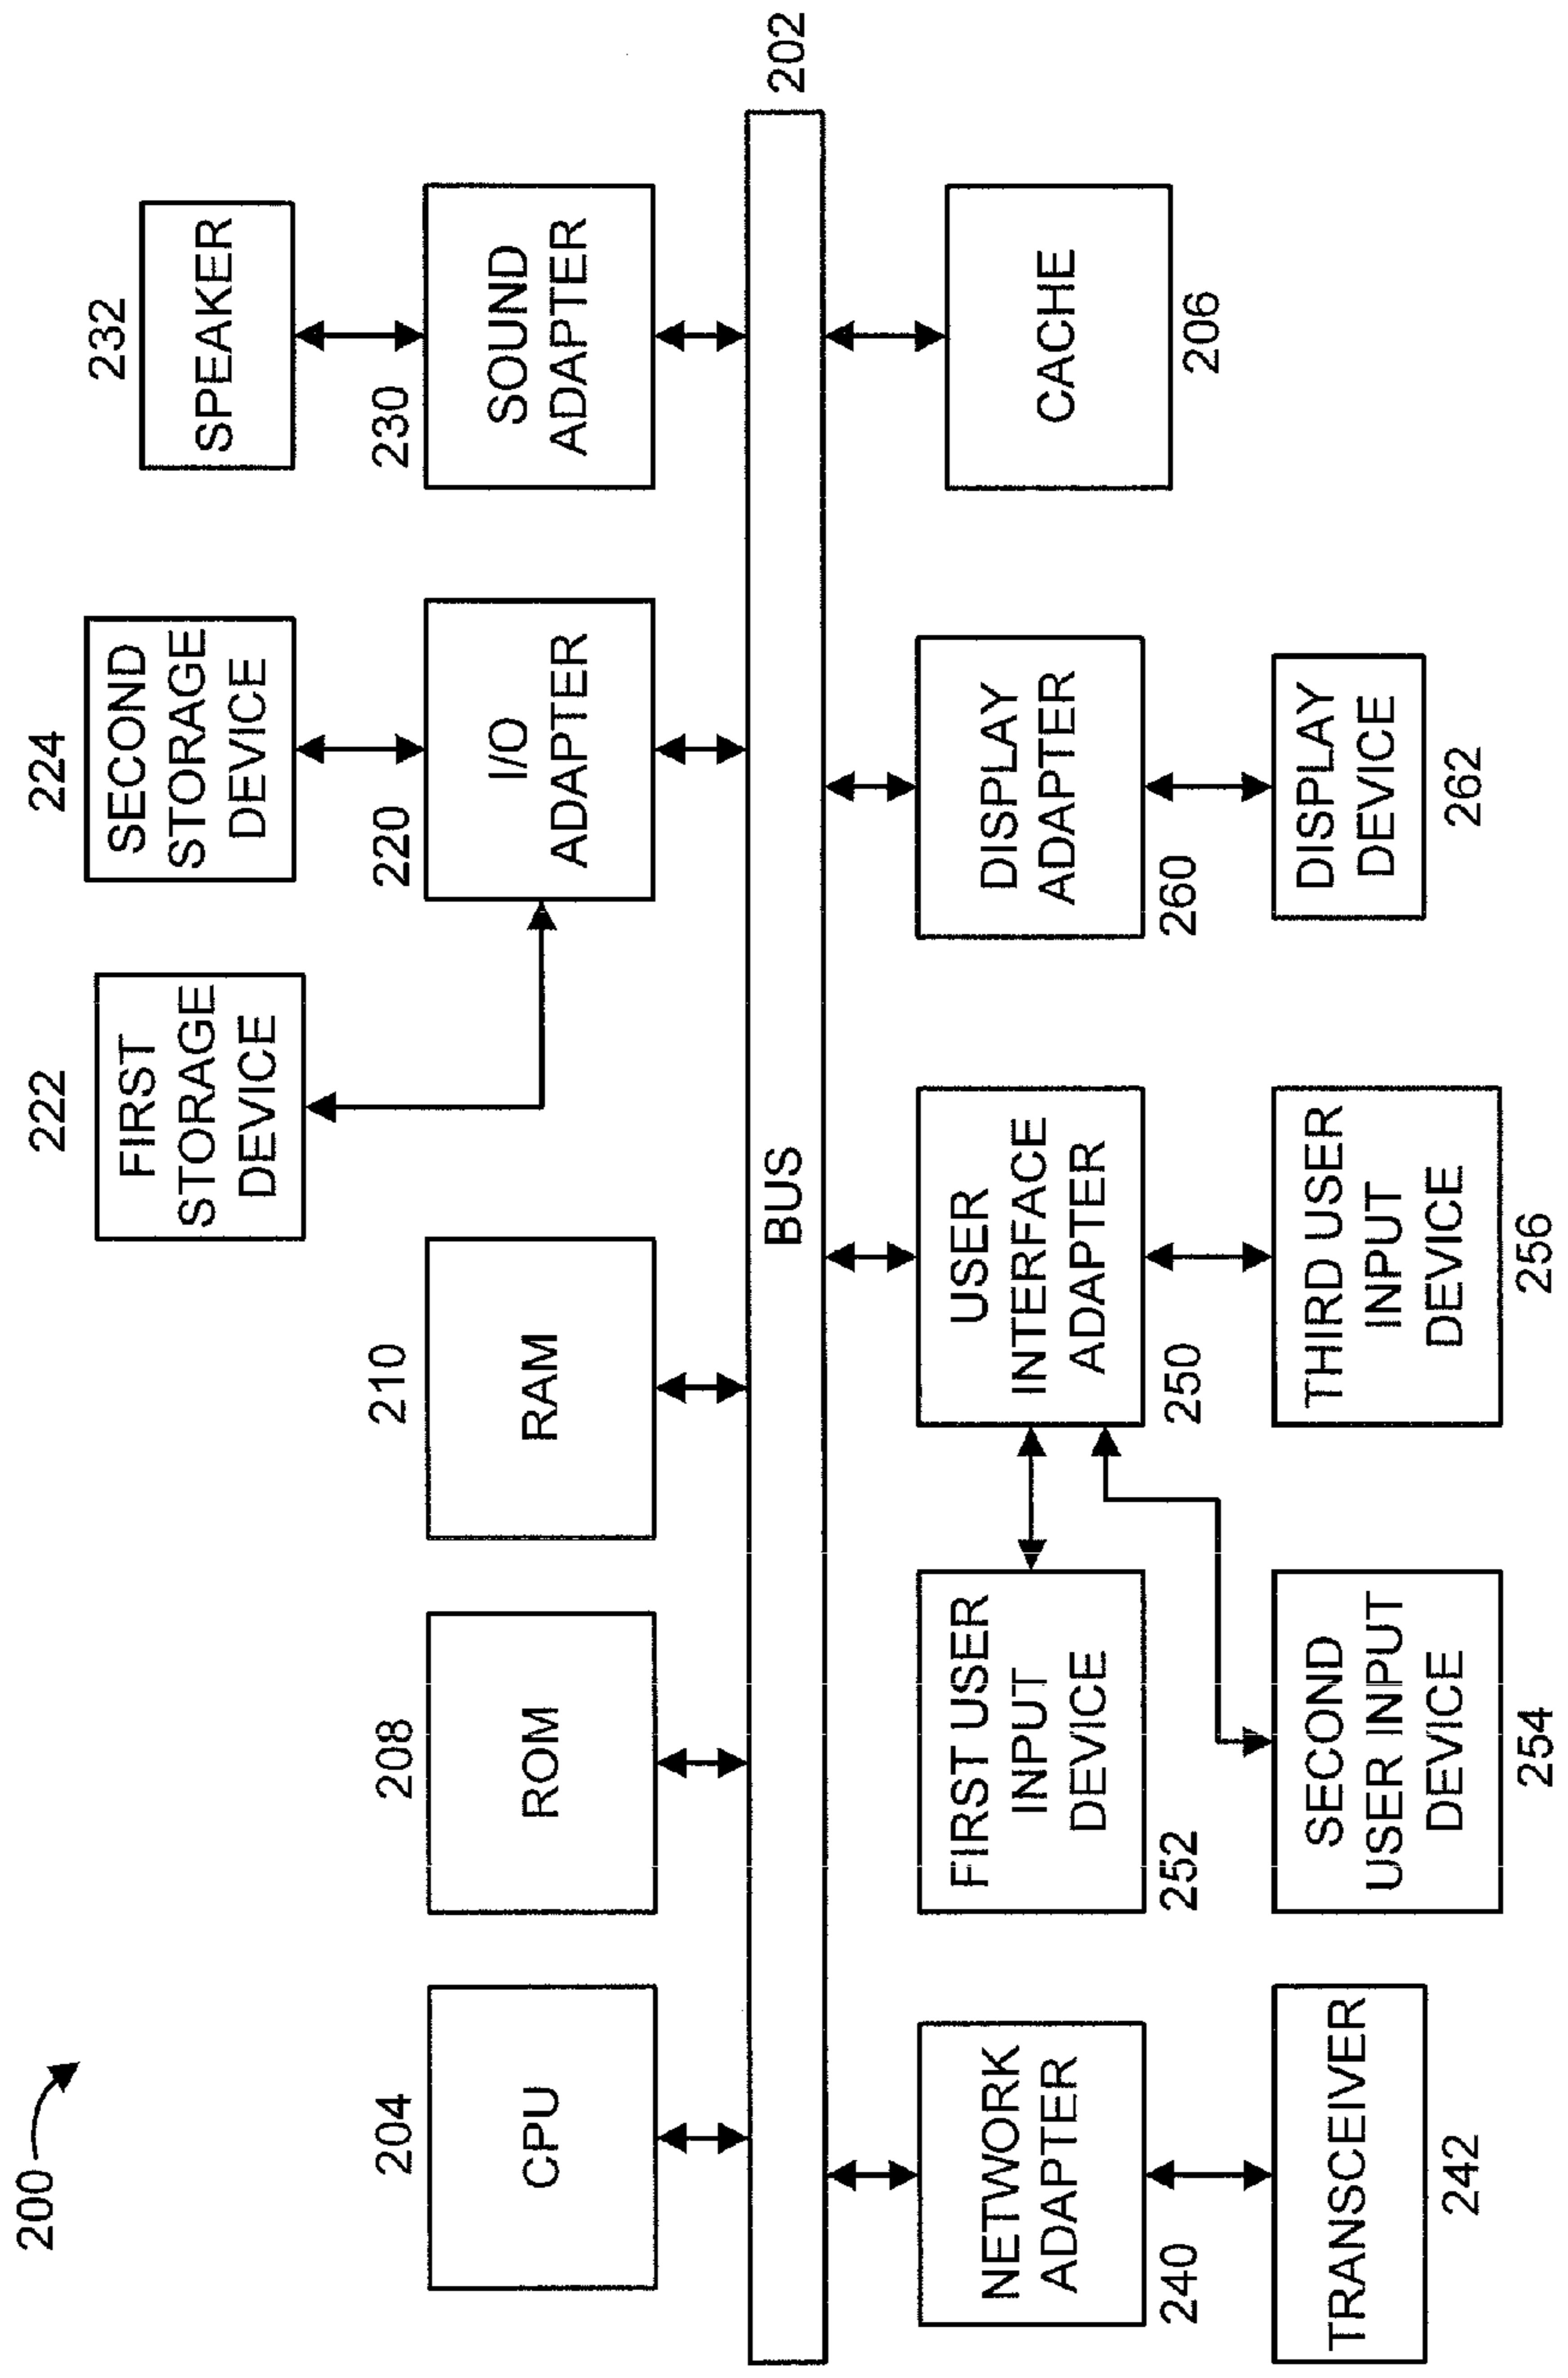 200
222
FIRST
STORAGE
DEVICE
224
SECOND
STORAGE
DEVICE
232
SPEAKER
204
CPU
208
ROM
210
RAM
220
I/O
ADAPTER
230
SOUND
ADAPTER
BUS
202
NETWORK
ADAPTER
240
FIRST USER
INPUT
DEVICE
252
USER
INTERFACE
ADAPTER
250
DISPLAY
ADAPTER
260
CACHE
206
TRANSCEIVER
242
SECOND
USER INPUT
DEVICE
254
THIRD USER
INPUT
DEVICE
256
DISPLAY
DEVICE
262